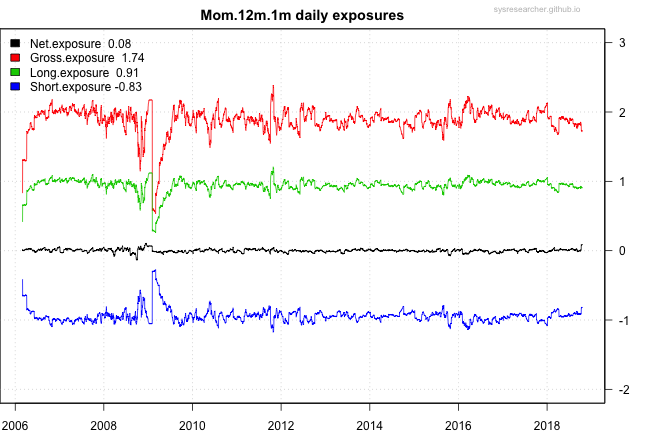 Mom.12m.1m daily exposures
sysresearcher.github.io
Net.exposure 0.08
Gross.exposure 1.74
Long.exposure 0.91
Short.exposure -0.83
3
2
1
0
-1
-2
2006 2008 2010 2012 2014 2016 2018